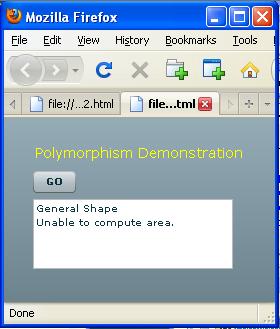 Mozilla Firefox
File Edit View History Bookmarks Tools
file://...2.html file...tml
Polymorphism Demonstration
GO
General Shape
Unable to compute area.
Done